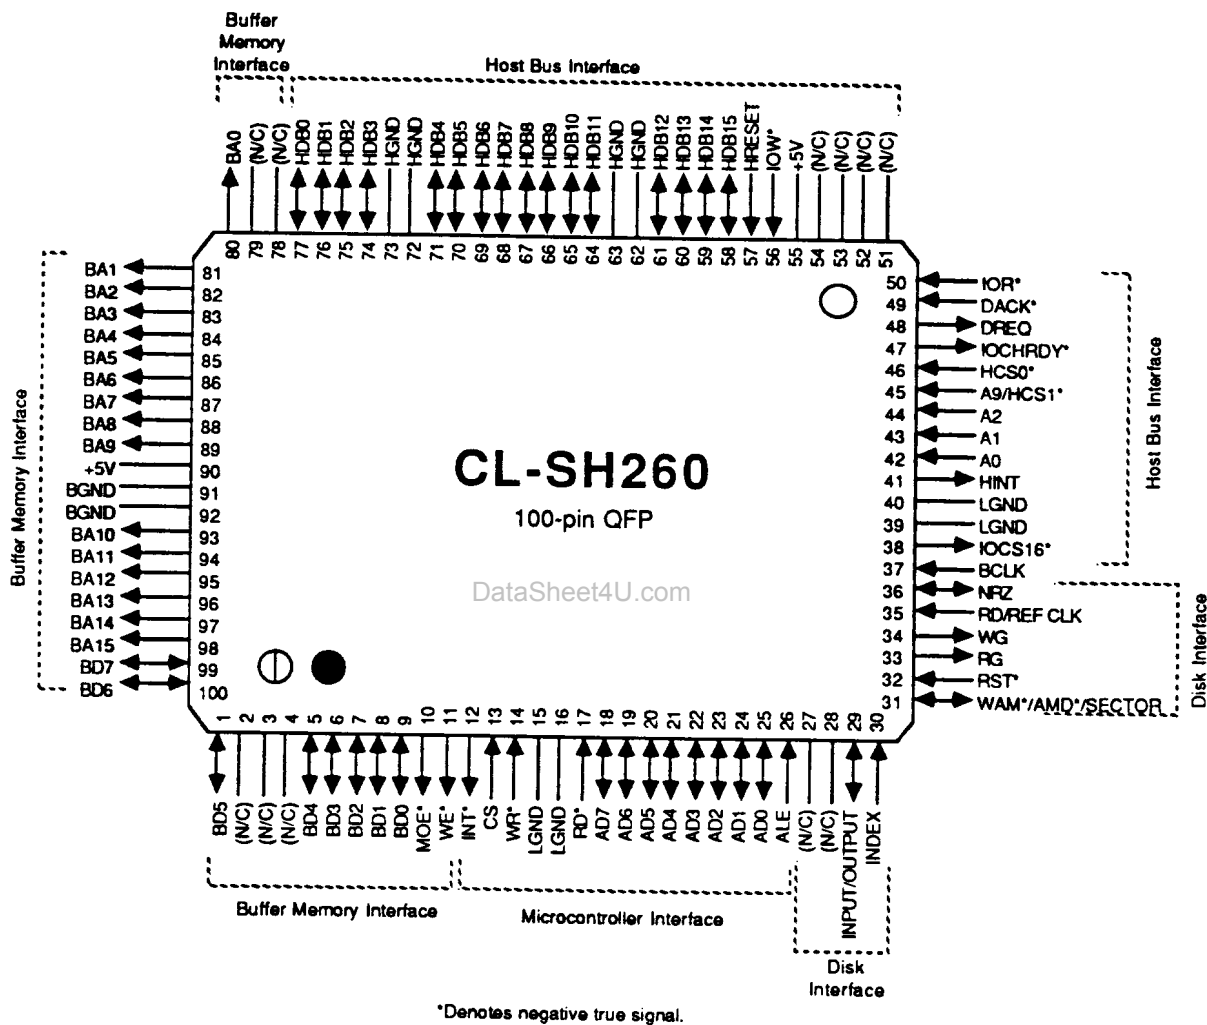 Buffer
Memory
Interface
Host Bus Interface
BA0
(N/C)
(N/C)
HDB0
HDB1
HDB2
HDB3
HGND
HGND
HDB4
HDB5
HDB6
HDB7
HDB8
HDB9
HDB10
HDB11
HGND
HGND
HDB12
HDB13
HDB14
HDB15
HRESET
IOW*
+5V
(N/C)
(N/C)
(N/C)
(N/C)
80 79 78 77 76 75 74 73 72 71 70 69 68 67 66 65 64 63 62 61 60 59 58 57 56 55 54 53 52 51
Buffer Memory Interface
BA1 81
BA2 82
BA3 83
BA4 84
BA5 85
BA6 86
BA7 87
BA8 88
BA9 89
+5V 90
BGND 91
BGND 92
BA10 93
BA11 94
BA12 95
BA13 96
BA14 97
BA15 98
BD7 99
BD6 100
CL-SH260
100-pin QFP
DataSheet4U.com
50 IOR*
49 DACK*
48 DREQ
47 IOCHRDY*
46 HCS0*
45 A9/HCS1*
44 A2
43 A1
42 A0
41 HINT
40 LGND
39 LGND
38 IOCS16*
37 BCLK
36 NRZ
35 RD/REF CLK
34 WG
33 RG
32 RST*
31 WAM*/AMD*/SECTOR
Host Bus Interface
Disk Interface
1 2 3 4 5 6 7 8 9 10 11 12 13 14 15 16 17 18 19 20 21 22 23 24 25 26 27 28 29 30
BD5
(N/C)
(N/C)
(N/C)
BD4
BD3
BD2
BD1
BD0
MOE*
WE*
INT*
CS
WR*
LGND
LGND
RD*
AD7
AD6
AD5
AD4
AD3
AD2
AD1
AD0
ALE
(N/C)
(N/C)
INPUT/OUTPUT
INDEX
Buffer Memory Interface
Microcontroller Interface
Disk
Interface
*Denotes negative true signal.